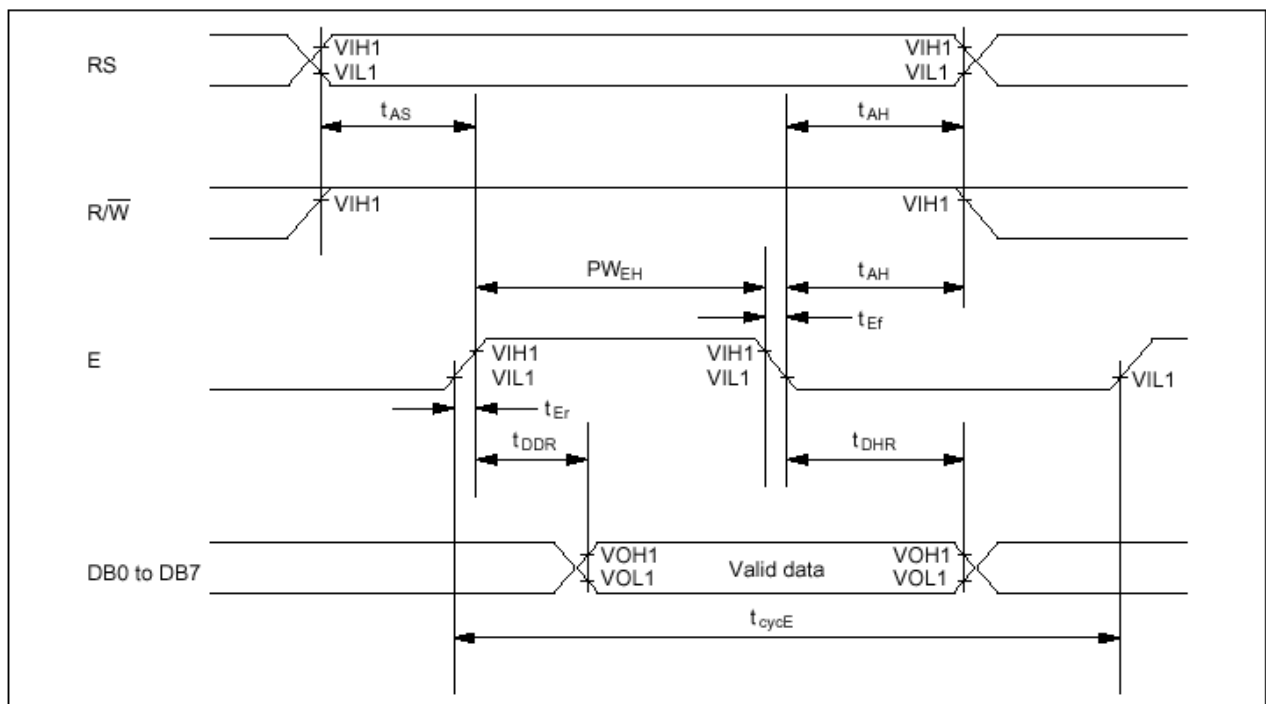 RS
VIH1
VIL1
VIH1
VIL1
tAS
tAH
R/W̅
VIH1
VIH1
PWEH
tAH
tEf
E
VIH1
VIL1
VIH1
VIL1
VIL1
tEr
tDDR
tDHR
DB0 to DB7
VOH1
VOL1
Valid data
VOH1
VOL1
tcycE